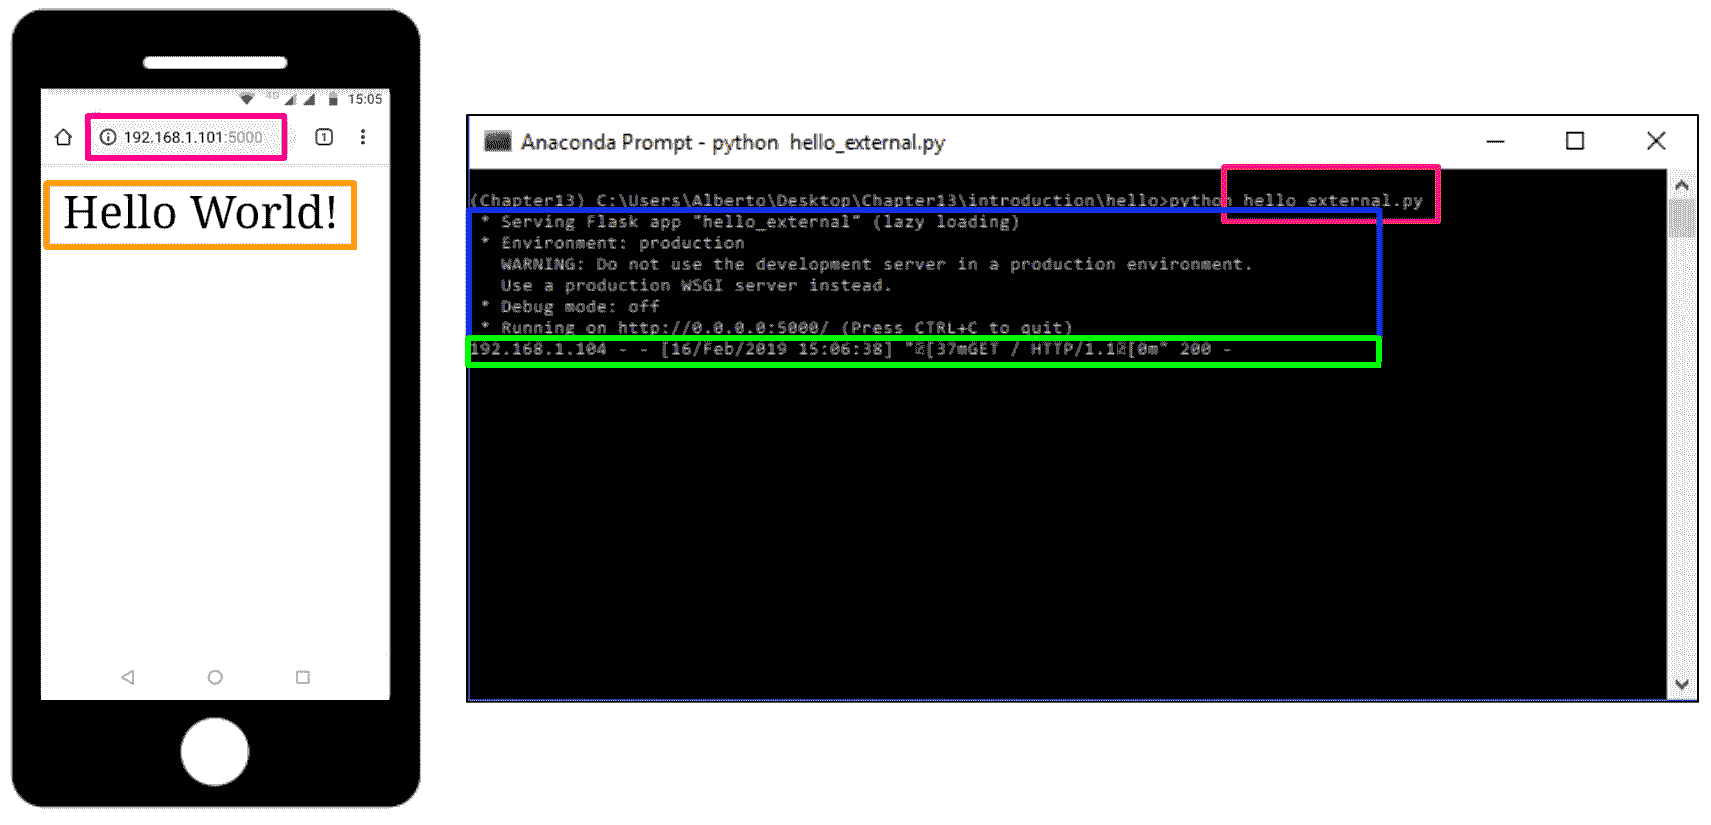 4G 15:05
192.168.1.101:5000 1
Hello World!
Anaconda Prompt - python hello_external.py
(Chapter13) C:\Users\Alberto\Desktop\Chapter13\introduction\hello>python hello_external.py
* Serving Flask app "hello_external" (lazy loading)
* Environment: production
WARNING: Do not use the development server in a production environment.
Use a production WSGI server instead.
* Debug mode: off
* Running on http://0.0.0.0:5000/ (Press CTRL+C to quit)
192.168.1.104 - - [16/Feb/2019 15:06:38] "[37mGET / HTTP/1.1[0m" 200 -